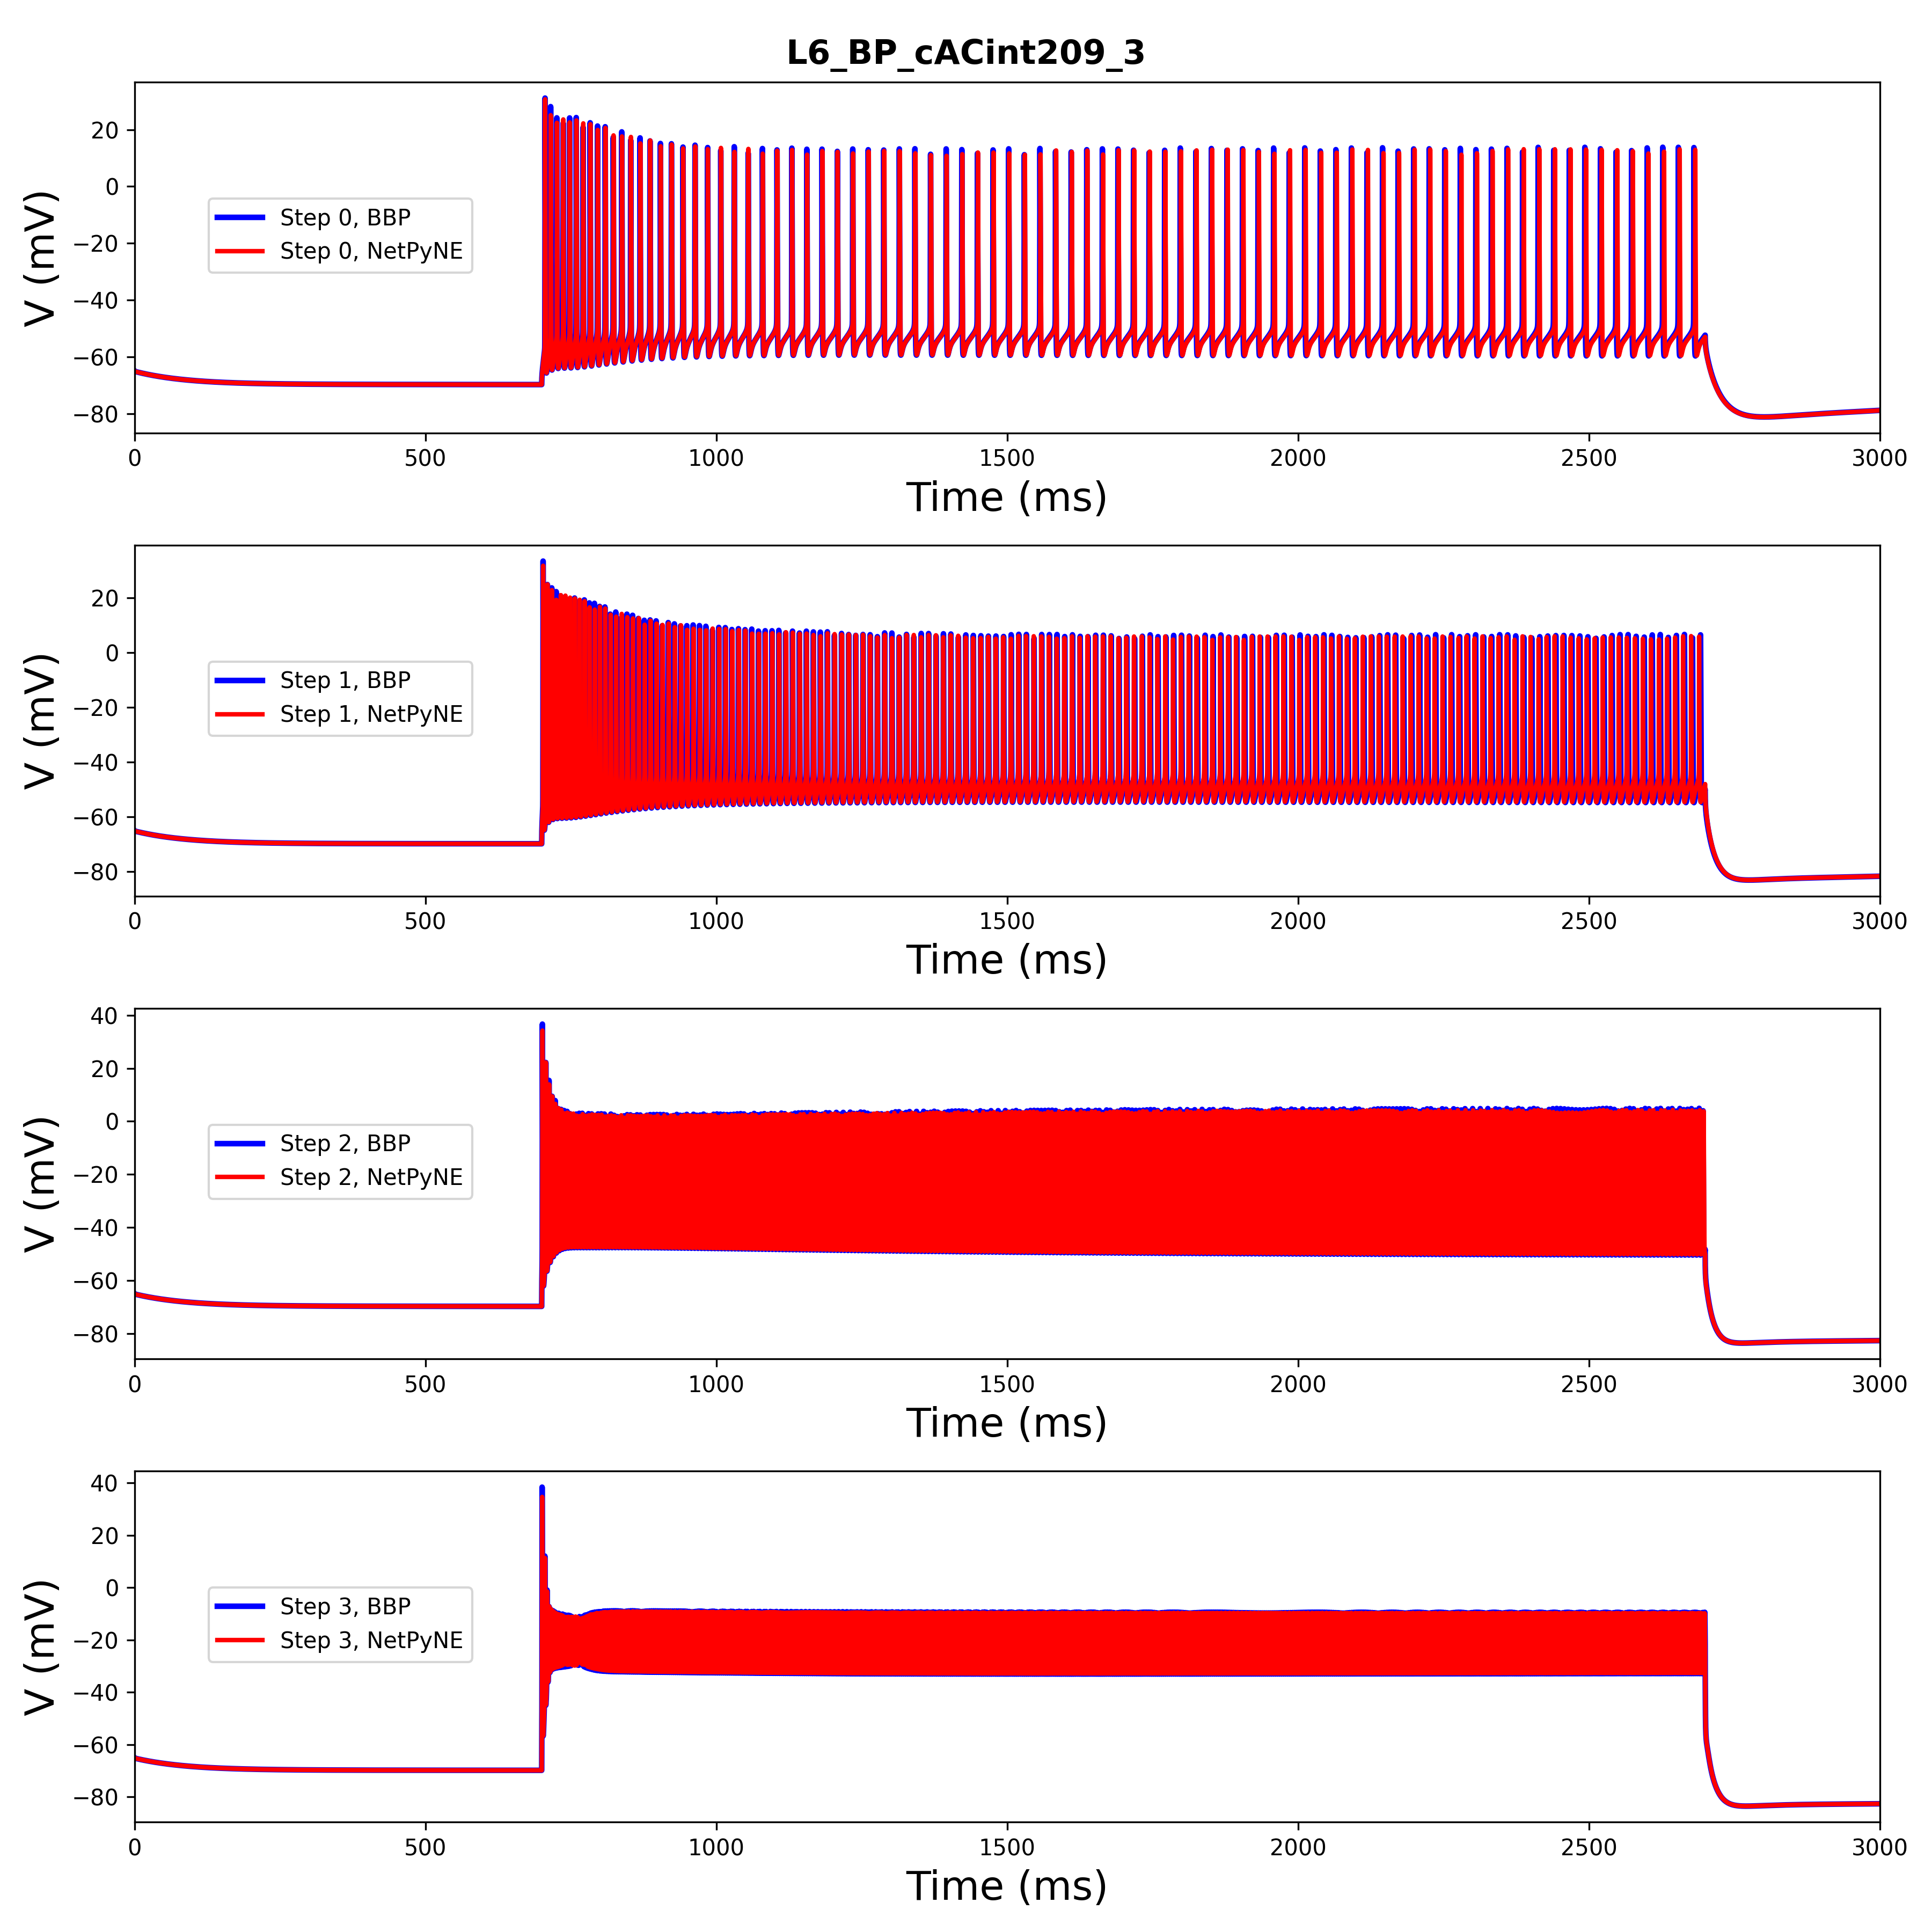 L6_BP_cACint209_3
20
0
−20
−40
−60
−80
V (mV)
Step 0, BBP
Step 0, NetPyNE
0 500 1000 1500 2000 2500 3000
Time (ms)
20
0
−20
−40
−60
−80
V (mV)
Step 1, BBP
Step 1, NetPyNE
0 500 1000 1500 2000 2500 3000
Time (ms)
40
20
0
−20
−40
−60
−80
V (mV)
Step 2, BBP
Step 2, NetPyNE
0 500 1000 1500 2000 2500 3000
Time (ms)
40
20
0
−20
−40
−60
−80
V (mV)
Step 3, BBP
Step 3, NetPyNE
0 500 1000 1500 2000 2500 3000
Time (ms)